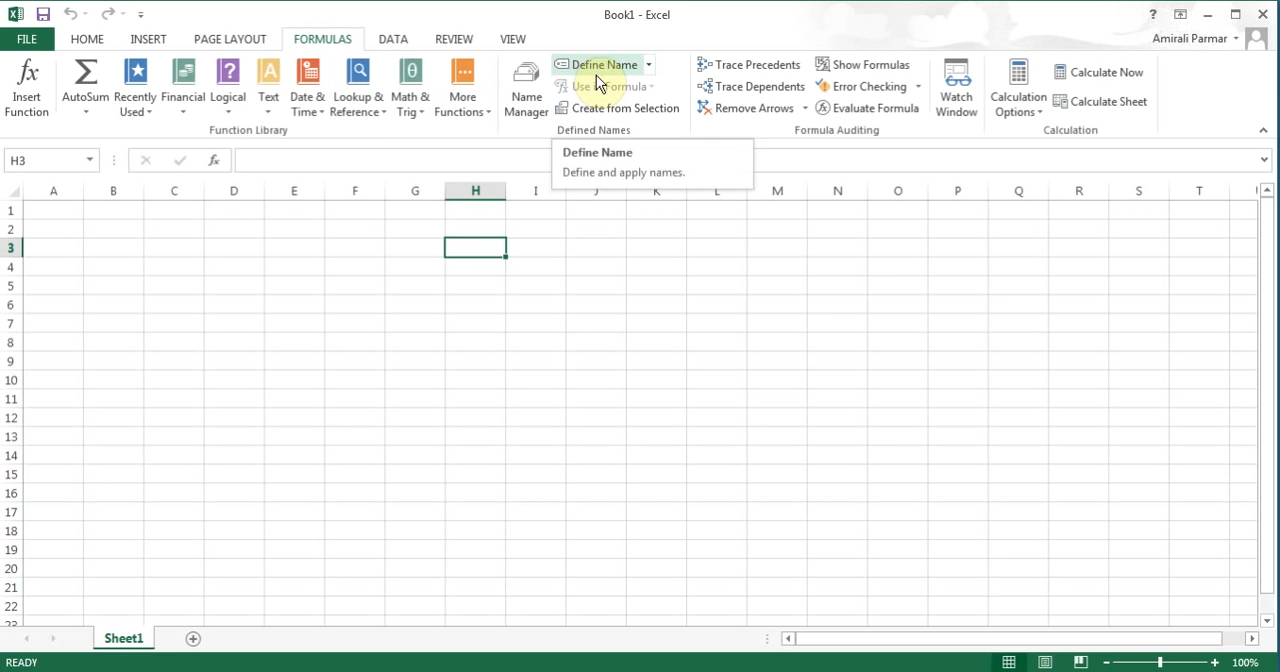 Book1 - Excel
?
FILE HOME INSERT PAGE LAYOUT FORMULAS DATA REVIEW VIEW
Amirali Parmar
Insert Function
AutoSum
Recently Used
Financial
Logical
Text
Date & Time
Lookup & Reference
Math & Trig
More Functions
Function Library
Name Manager
Define Name
Formula
Create from Selection
Defined Names
Trace Precedents
Trace Dependents
Remove Arrows
Show Formulas
Error Checking
Evaluate Formula
Formula Auditing
Watch Window
Calculation Options
Calculate Now
Calculate Sheet
Calculation
H3
fx
Define Name
Define and apply names.
A B C D E F G H I J K L M N O P Q R S T
1
2
3
4
5
6
7
8
9
10
11
12
13
14
15
16
17
18
19
20
21
22
23
Sheet1
READY
100%